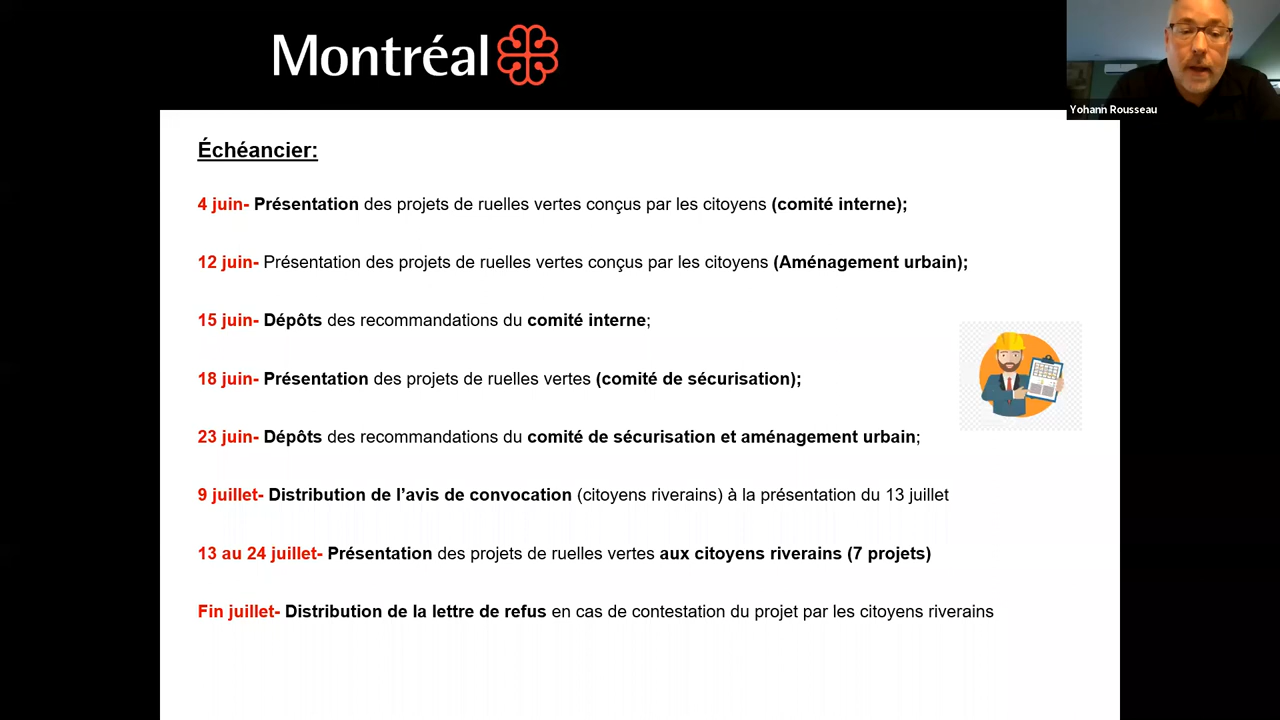 Montréal
Yohann Rousseau
Échéancier:
4 juin- Présentation des projets de ruelles vertes conçus par les citoyens (comité interne);
12 juin- Présentation des projets de ruelles vertes conçus par les citoyens (Aménagement urbain);
15 juin- Dépôts des recommandations du comité interne;
18 juin- Présentation des projets de ruelles vertes (comité de sécurisation);
23 juin- Dépôts des recommandations du comité de sécurisation et aménagement urbain;
9 juillet- Distribution de l’avis de convocation (citoyens riverains) à la présentation du 13 juillet
13 au 24 juillet- Présentation des projets de ruelles vertes aux citoyens riverains (7 projets)
Fin juillet- Distribution de la lettre de refus en cas de contestation du projet par les citoyens riverains